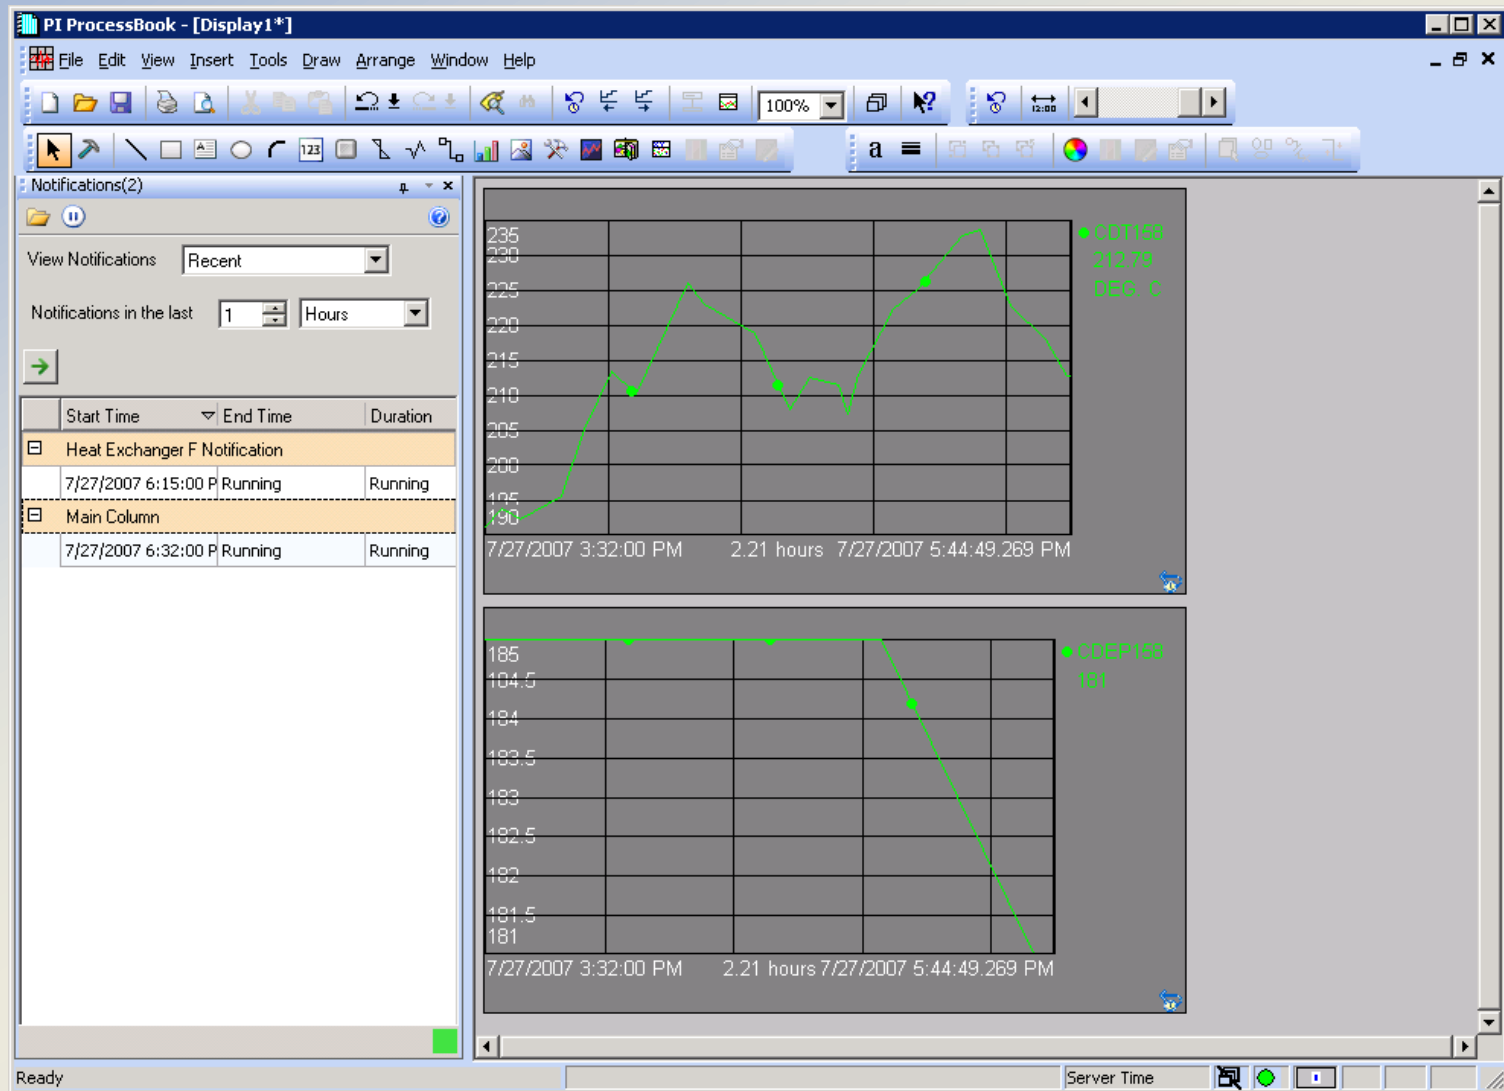 PI ProcessBook - [Display1*]
File Edit View Insert Tools Draw Arrange Window Help
100%
12:00
123
a
Notifications(2)
View Notifications Recent
Notifications in the last 1 Hours
Start Time End Time Duration
Heat Exchanger F Notification
7/27/2007 6:15:00 P Running Running
Main Column
7/27/2007 6:32:00 P Running Running
235
230
225
220
215
210
205
200
195
190
7/27/2007 3:32:00 PM 2.21 hours 7/27/2007 5:44:49.269 PM
CDT158
212.79
DEG. C
185
184.5
184
183.5
183
182.5
182
181.5
181
7/27/2007 3:32:00 PM 2.21 hours 7/27/2007 5:44:49.269 PM
CDEP158
181
Ready Server Time